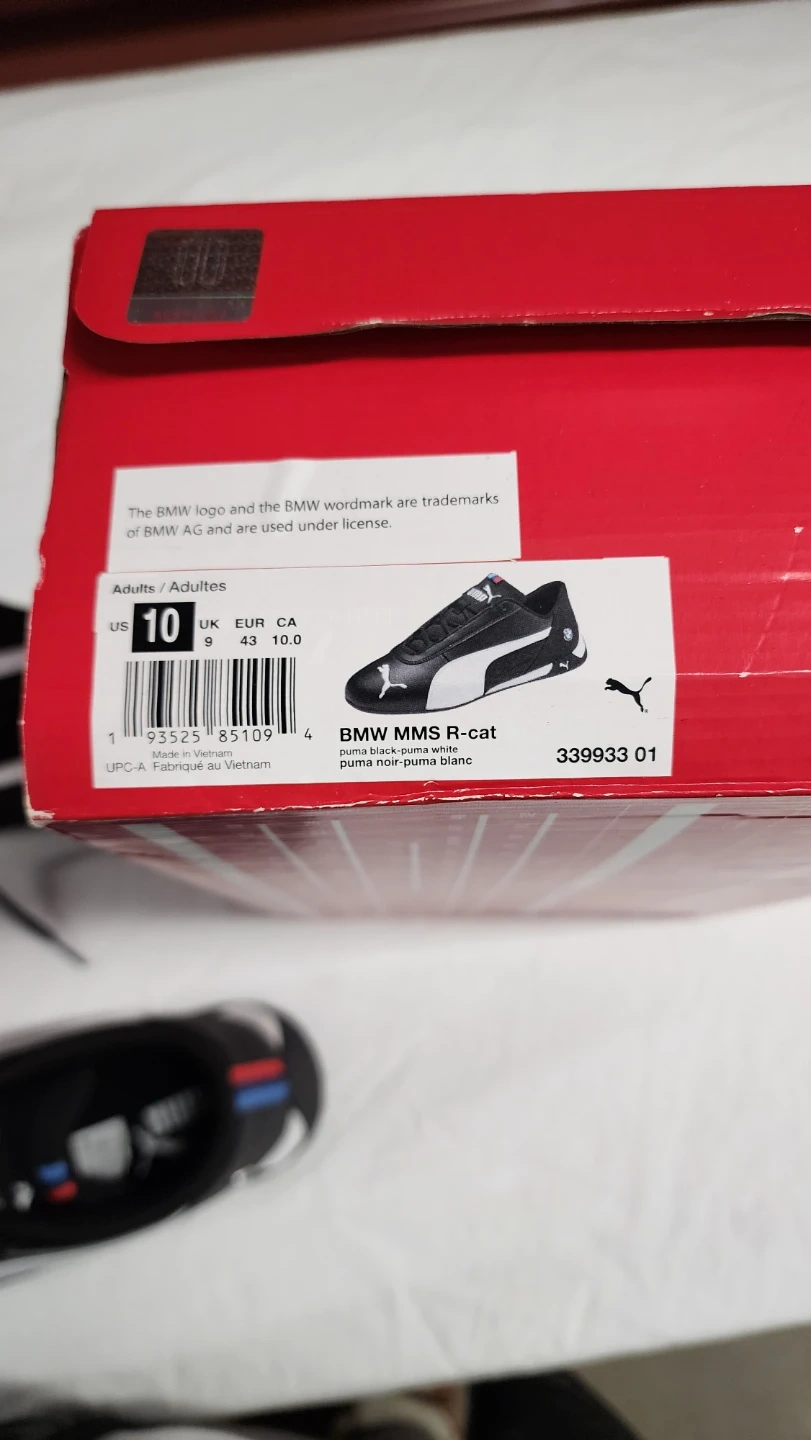 The BMW logo and the BMW wordmark are trademarks
of BMW AG and are used under license.
Adults / Adultes
US 10 UK EUR CA
9 43 10.0
1 93525 85109 4
Made in Vietnam
UPC-A Fabriqué au Vietnam
BMW MMS R-cat
puma black-puma white
puma noir-puma blanc
339933 01